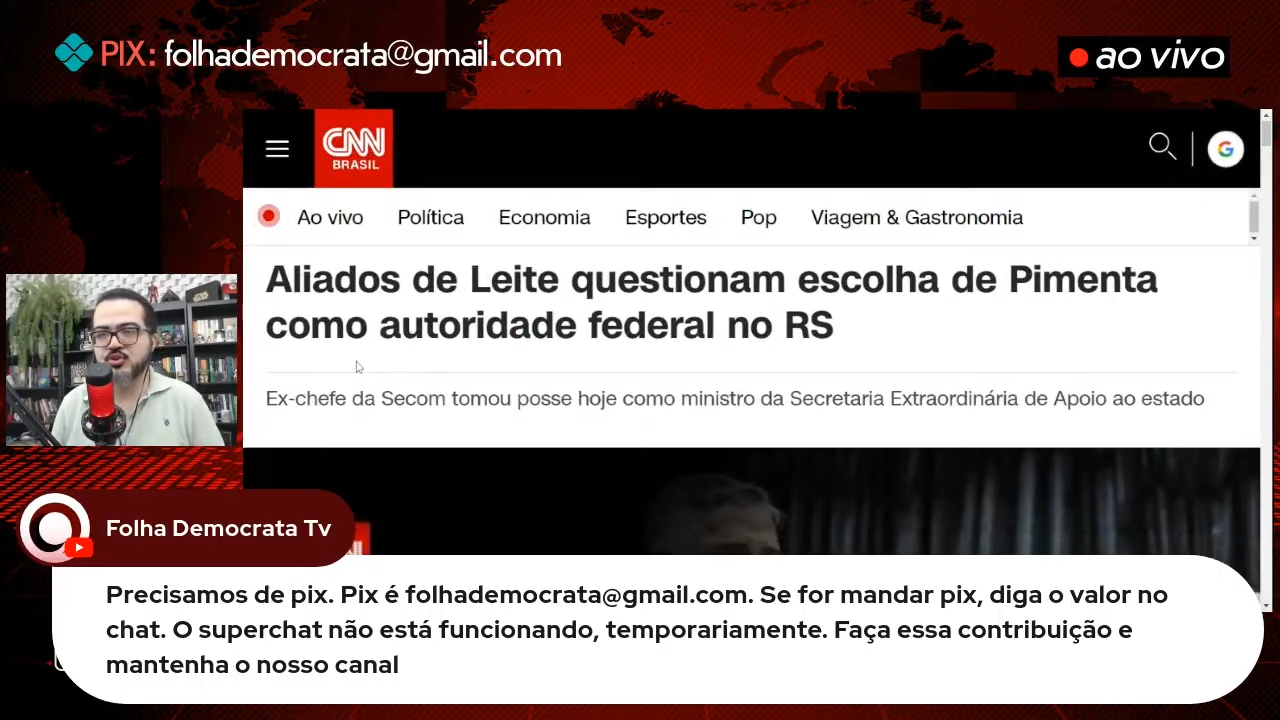 PIX: folhademocrata@gmail.com
ao vivo
CNN
BRASIL
Ao vivo Política Economia Esportes Pop Viagem & Gastronomia
Aliados de Leite questionam escolha de Pimenta
como autoridade federal no RS
Ex-chefe da Secom tomou posse hoje como ministro da Secretaria Extraordinária de Apoio ao estado
Folha Democrata Tv
Precisamos de pix. Pix é folhademocrata@gmail.com. Se for mandar pix, diga o valor no
chat. O superchat não está funcionando, temporariamente. Faça essa contribuição e
mantenha o nosso canal